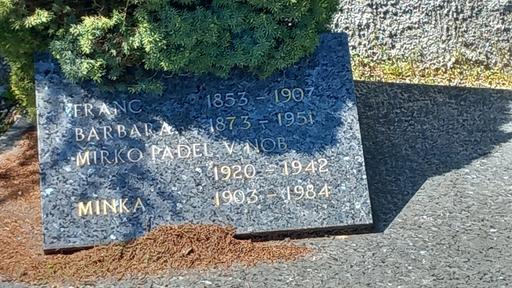 FRANC 1853 – 1907
BARBARA 1873 – 1951
MIRKO PADEL V NOB
1920 – 1942
MINKA 1903 – 1984